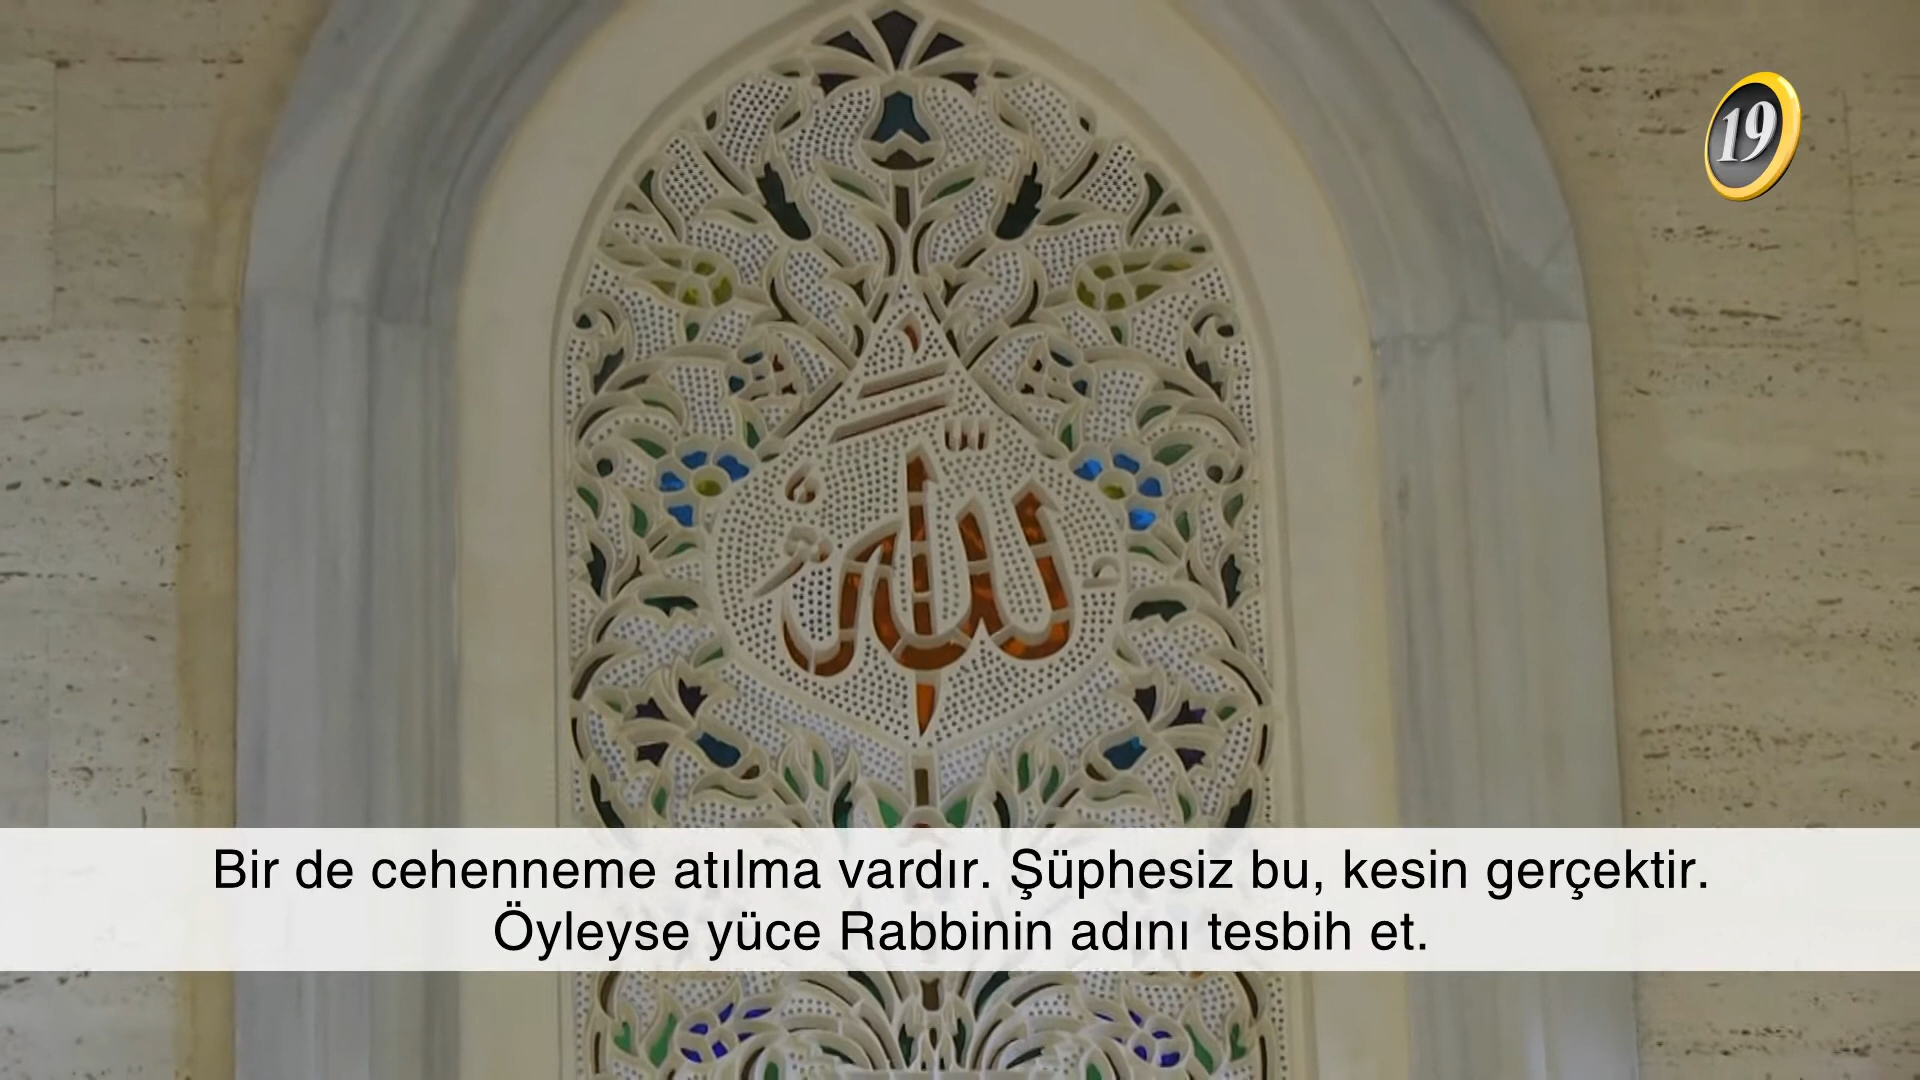 19
الله
Bir de cehenneme atılma vardır. Şüphesiz bu, kesin gerçektir.
Öyleyse yüce Rabbinin adını tesbih et.